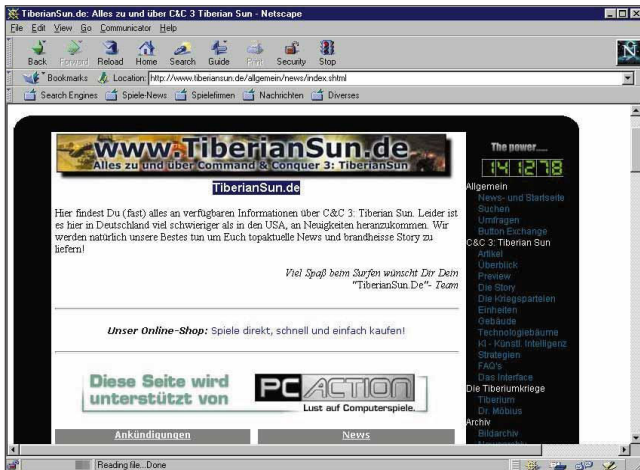 TiberianSun.de: Alles zu und über C&C 3 Tiberian Sun - Netscape
File Edit View Go Communicator Help
Back Forward Reload Home Search Guide Print Security Stop
Bookmarks Location: http://www.tiberiansun.de/allgemein/news/index.shtml
Search Engines Spiele-News Spielefirmen Nachrichten Diverses
www.TiberianSun.de
Alles zu und über Command & Conquer 3: TiberianSun
TiberianSun.de
Hier findest Du (fast) alles an verfügbaren Informationen über C&C 3: Tiberian Sun. Leider ist
es hier in Deutschland viel schwieriger als in den USA, an Neuigkeiten heranzukommen. Wir
werden natürlich unsere Bestes tun um Euch topaktuelle News und brandheisse Story zu
liefern!
Viel Spaß beim Surfen wünscht Dir Dein
"TiberianSun.De"- Team
Unser Online-Shop: Spiele direkt, schnell und einfach kaufen!
Diese Seite wird
unterstützt von
PC ACTION
Lust auf Computerspiele.
Ankündigungen
News
The power.....
141278
Allgemein
News- und Startseite
Suchen
Umfragen
Button Exchange
C&C 3: Tiberian Sun
Artikel
Überblick
Preview
Die Story
Die Kriegsparteien
Einheiten
Gebäude
Technologiebäume
KI - Künstl. Intelligenz
Strategien
FAQ's
Das Interface
Die Tiberiumkriege
Tiberium
Dr. Möbius
Archiv
Bildarchiv
Reading file...Done